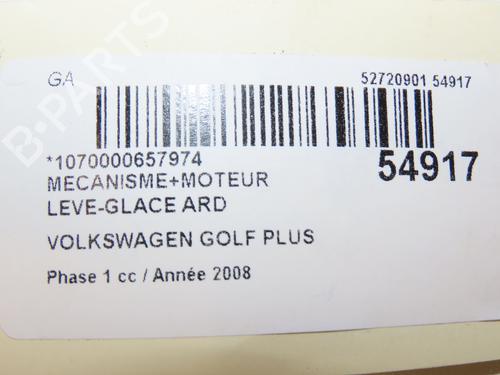 GA
52720901 54917
*1070000657974
54917
MECANISME+MOTEUR
LEVE-GLACE ARD
VOLKSWAGEN GOLF PLUS
Phase 1 cc / Année 2008
B-PARTS